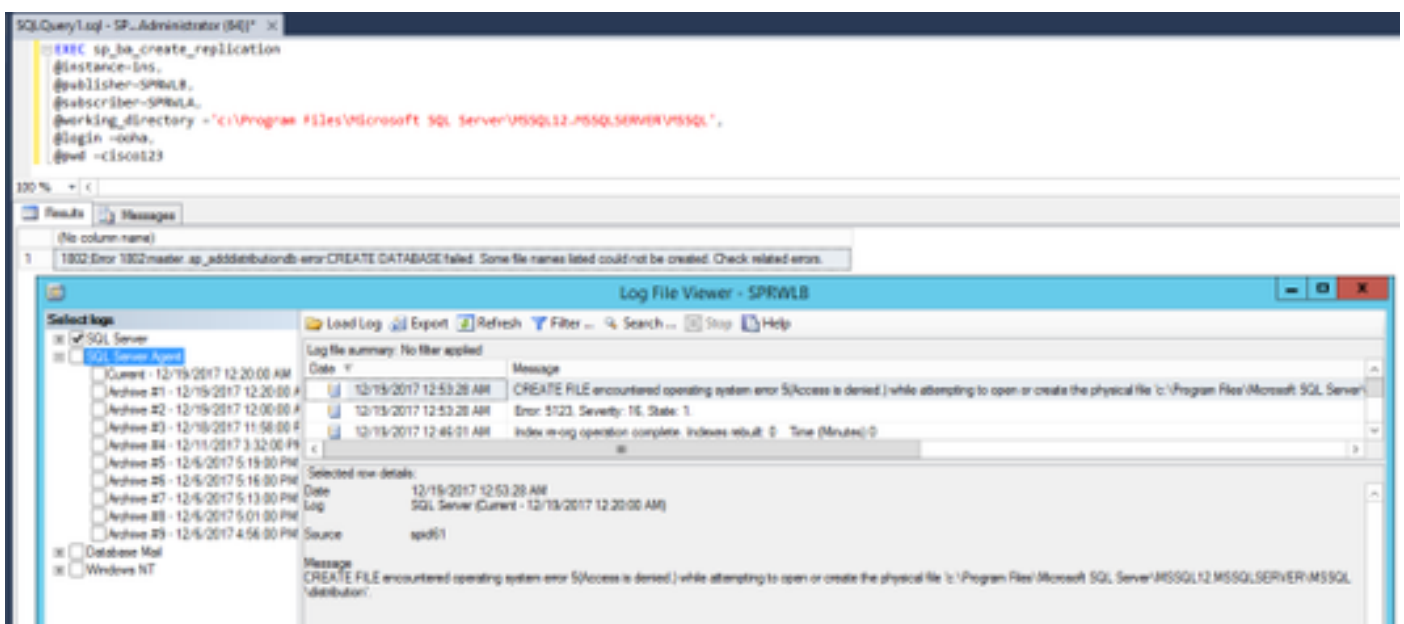 SQLQuery1.sql - SP...Administrator (64))* ×
EXEC sp_ba_create_replication
@instance=ins,
@publisher=SPRWLB,
@subscriber=SPRWLA,
@working_directory ='c:\Program Files\Microsoft SQL Server\MSSQL12.MSSQLSERVER\MSSQL',
@login =ooha,
@pwd =cisco123
100 %
Results Messages
(No column name)
1 1802:Error 1802:master..sp_adddistributiondb error:CREATE DATABASE failed. Some file names listed could not be created. Check related errors.
Log File Viewer - SPRWLB
Select logs
SQL Server
SQL Server Agent
Current - 12/19/2017 12:20:00 AM
Archive #1 - 12/19/2017 12:20:00 A
Archive #2 - 12/19/2017 12:00:00 A
Archive #3 - 12/18/2017 11:58:00 P
Archive #4 - 12/11/2017 3:32:00 PM
Archive #5 - 12/6/2017 5:19:00 PM
Archive #6 - 12/6/2017 5:16:00 PM
Archive #7 - 12/6/2017 5:13:00 PM
Archive #8 - 12/6/2017 5:01:00 PM
Archive #9 - 12/6/2017 4:56:00 PM
Database Mail
Windows NT
Load Log Export Refresh Filter ... Search ... Stop Help
Log file summary: No filter applied
Date Message
12/19/2017 12:53:28 AM CREATE FILE encountered operating system error 5(Access is denied.) while attempting to open or create the physical file 'c:\Program Files\Microsoft SQL Server\
12/19/2017 12:53:28 AM Error: 5123, Severity: 16, State: 1.
12/19/2017 12:46:01 AM Index re-org operation complete. Indexes rebuilt: 0 Time (Minutes):0
Selected row details:
Date 12/19/2017 12:53:28 AM
Log SQL Server (Current - 12/19/2017 12:20:00 AM)
Source spid61
Message
CREATE FILE encountered operating system error 5(Access is denied.) while attempting to open or create the physical file 'c:\Program Files\Microsoft SQL Server\MSSQL12.MSSQLSERVER\MSSQL
\distribution'.